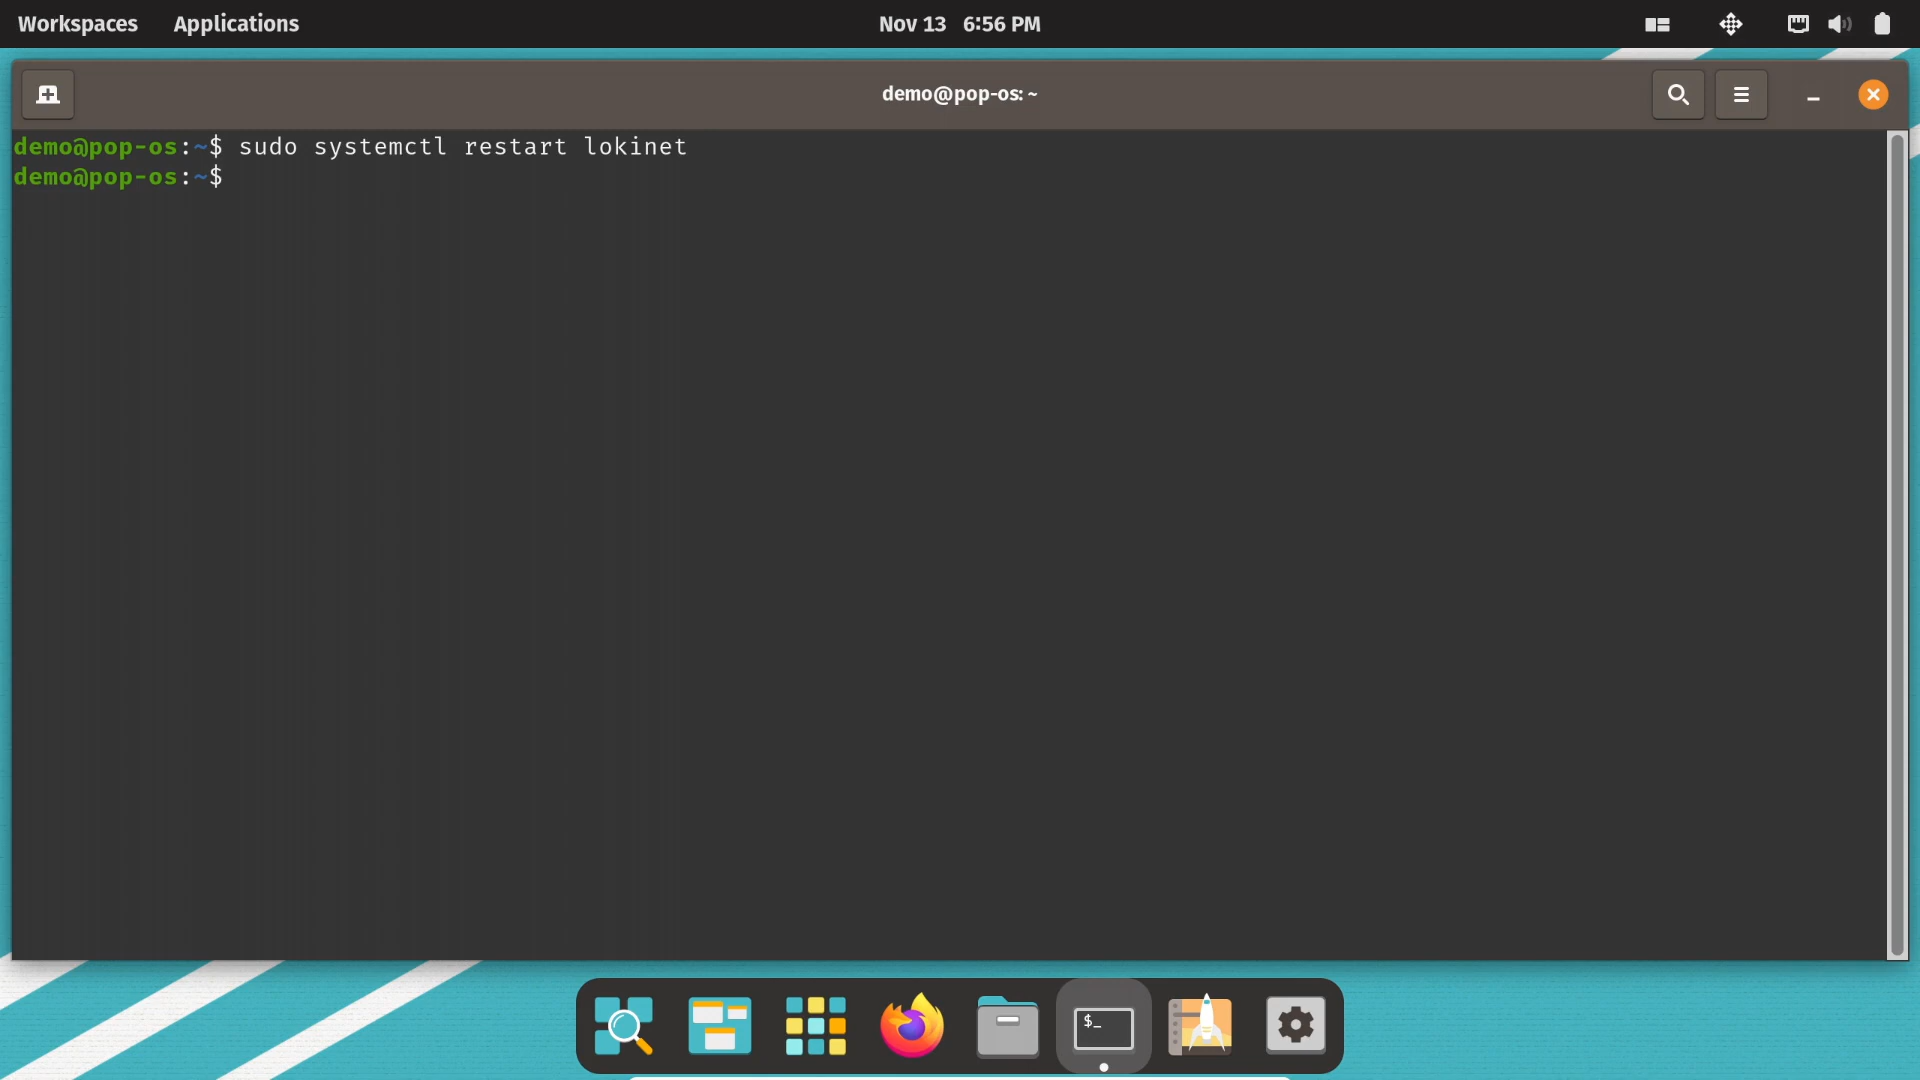 Workspaces Applications Nov 13 6:56 PM
demo@pop-os: ~
demo@pop-os:~$ sudo systemctl restart lokinet
demo@pop-os:~$
$_